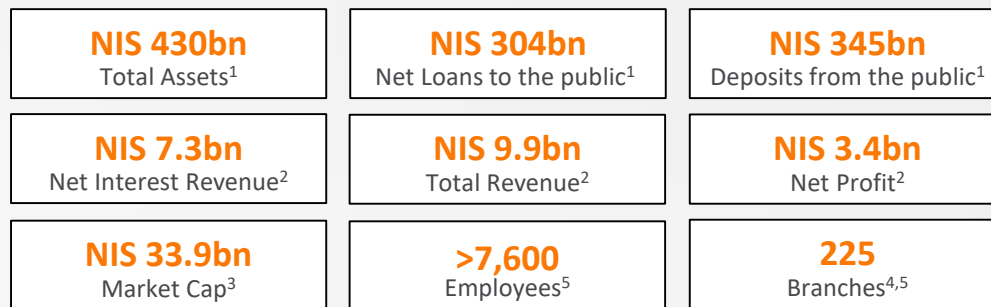 NIS 430bn
Total Assets¹
NIS 304bn
Net Loans to the public¹
NIS 345bn
Deposits from the public¹
NIS 7.3bn
Net Interest Revenue²
NIS 9.9bn
Total Revenue²
NIS 3.4bn
Net Profit²
NIS 33.9bn
Market Cap³
>7,600
Employees⁵
225
Branches⁴,⁵